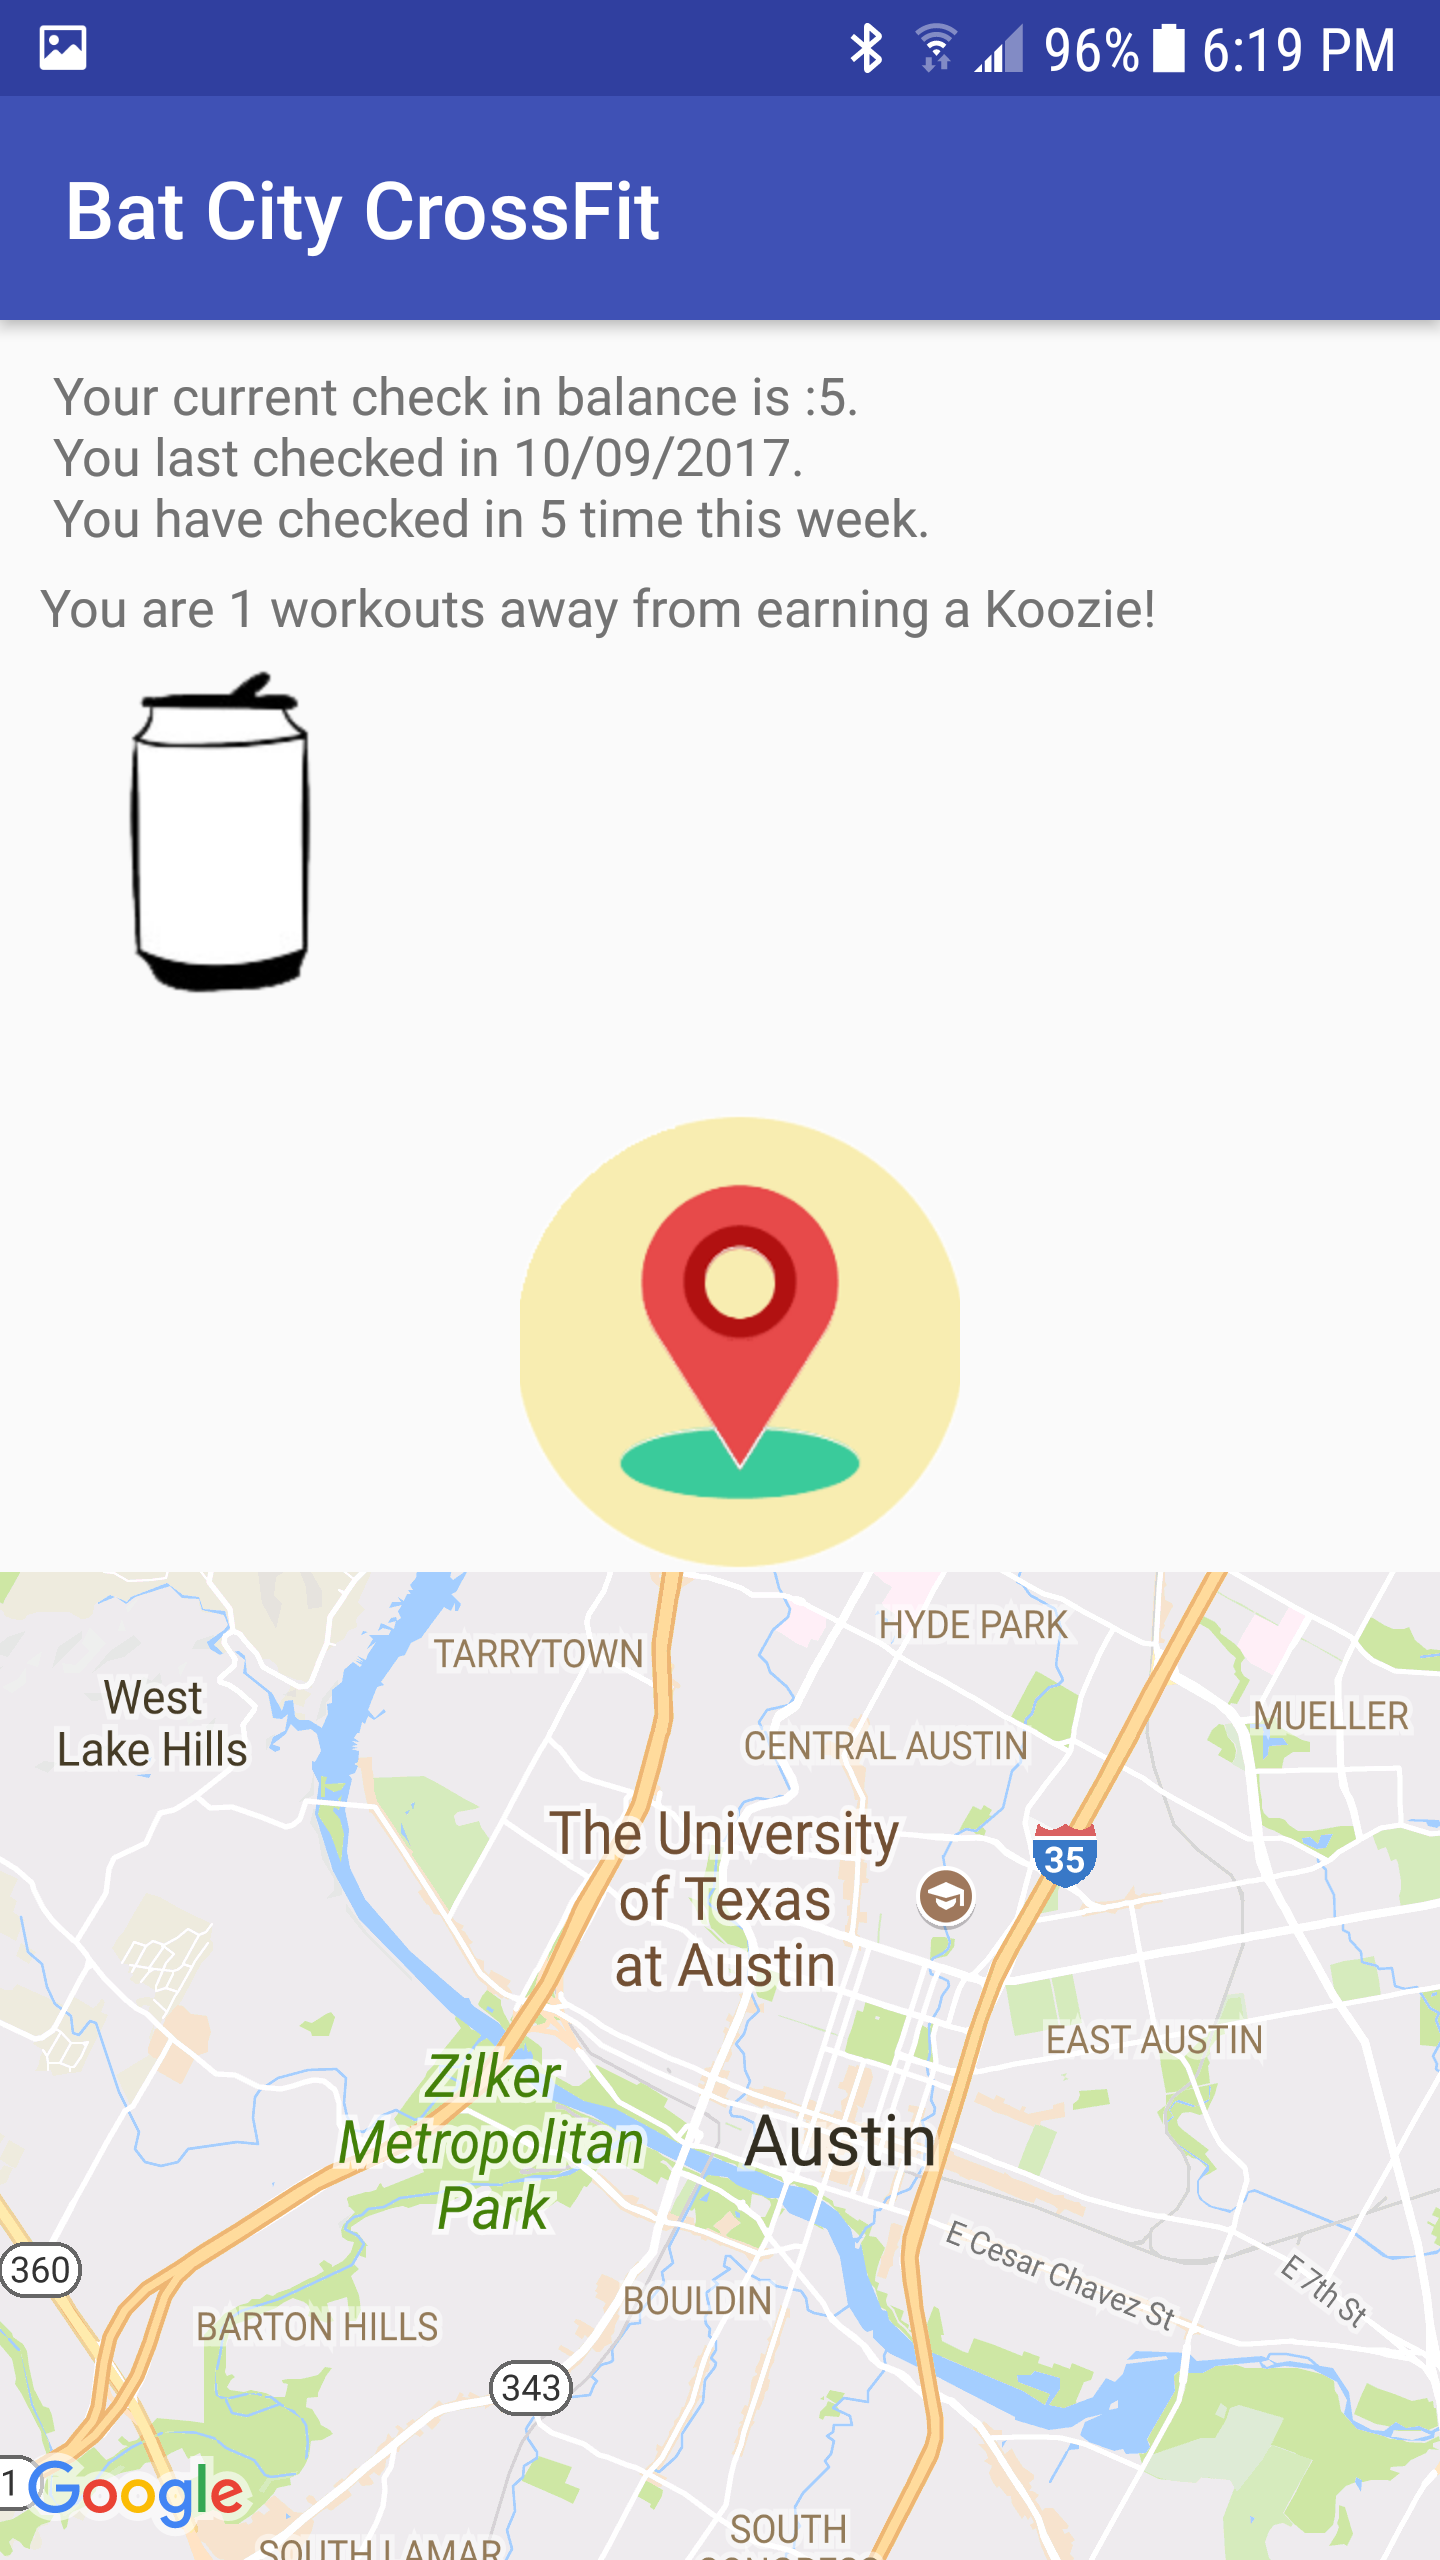 96% 6:19 PM
Bat City CrossFit
Your current check in balance is :5.
You last checked in 10/09/2017.
You have checked in 5 time this week.
You are 1 workouts away from earning a Koozie!
HYDE PARK
TARRYTOWN
West
Lake Hills
MUELLER
CENTRAL AUSTIN
The University
of Texas
at Austin
35
EAST AUSTIN
Zilker
Metropolitan
Park
Austin
E Cesar Chavez St
E 7th St
360
BOULDIN
BARTON HILLS
343
1
Google
SOUTH
SOUTH LAMAR